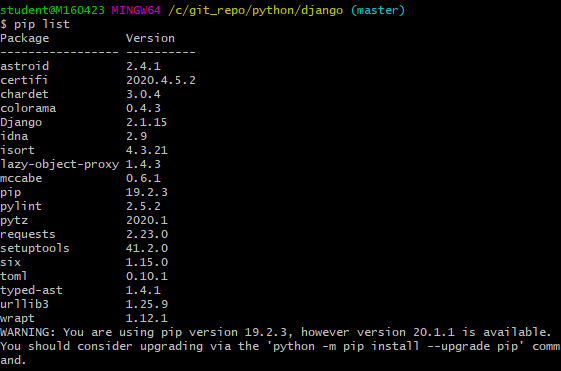 student@M160423 MINGW64 /c/git_repo/python/django (master)
$ pip list
Package           Version
----------------- ----------
astroid           2.4.1
certifi           2020.4.5.2
chardet           3.0.4
colorama          0.4.3
Django            2.1.15
idna              2.9
isort             4.3.21
lazy-object-proxy 1.4.3
mccabe            0.6.1
pip               19.2.3
pylint            2.5.2
pytz              2020.1
requests          2.23.0
setuptools        41.2.0
six               1.15.0
toml              0.10.1
typed-ast         1.4.1
urllib3           1.25.9
wrapt             1.12.1
WARNING: You are using pip version 19.2.3, however version 20.1.1 is available.
You should consider upgrading via the 'python -m pip install --upgrade pip' comm
and.